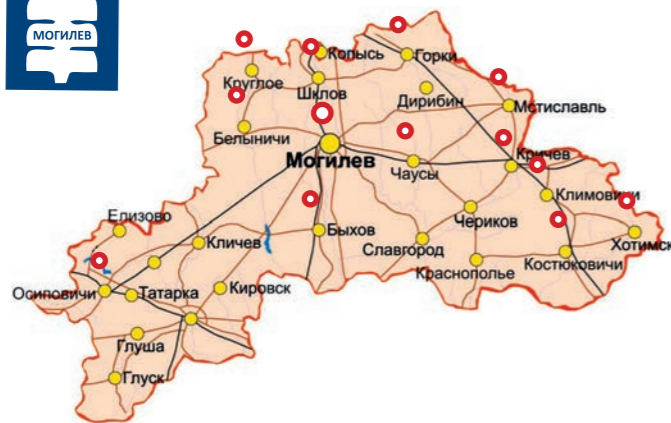 МОГИЛЕВ
Копысь
Горки
Круглое
Шклов
Дирибин
Мстиславль
Белыничи
Могилев
Кричев
Чаусы
Климовичи
Елизово
Чериков
Кличев
Быхов
Славгород
Хотимск
Костюковичи
Краснополье
Осиповичи
Татарка
Кировск
Глуша
Глуск